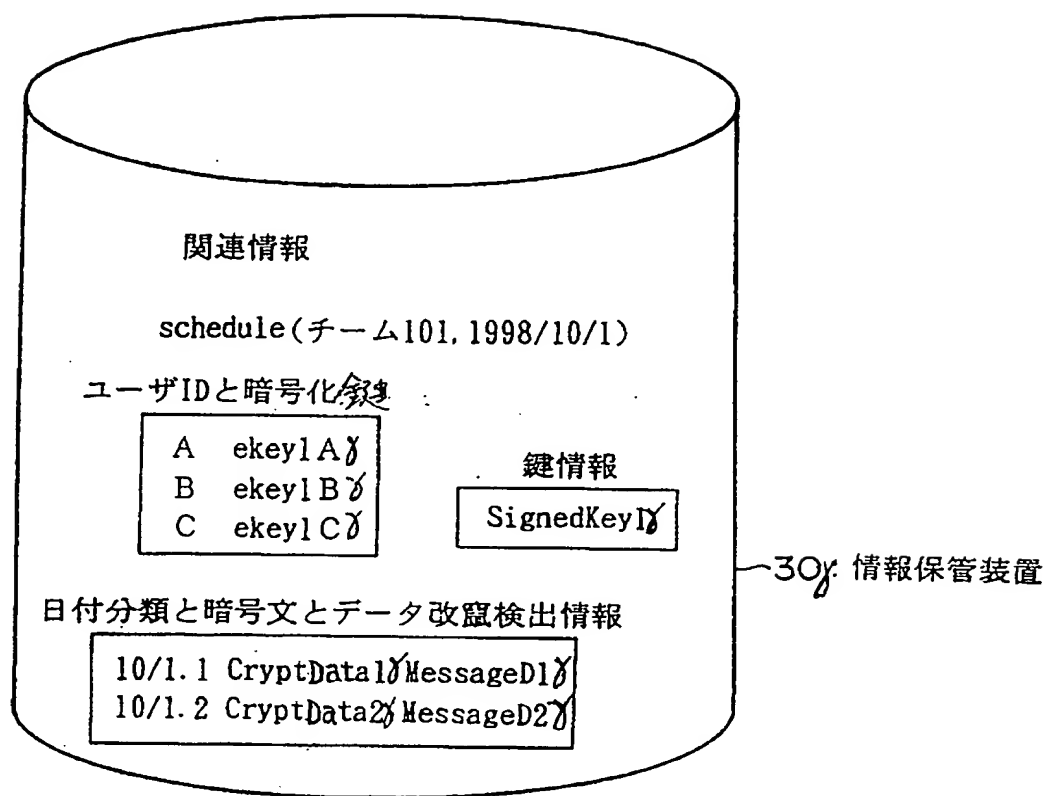 関連情報
schedule(チーム101, 1998/10/1)
ユーザIDと暗号化鍵
A ekey1Aγ
B ekey1Bγ
C ekey1Cγ
鍵情報
SignedKey1γ
30γ 情報保管装置
日付分類と暗号文とデータ改竄検出情報
10/1.1 CryptData1γ MessageD1γ
10/1.2 CryptData2γ MessageD2γ